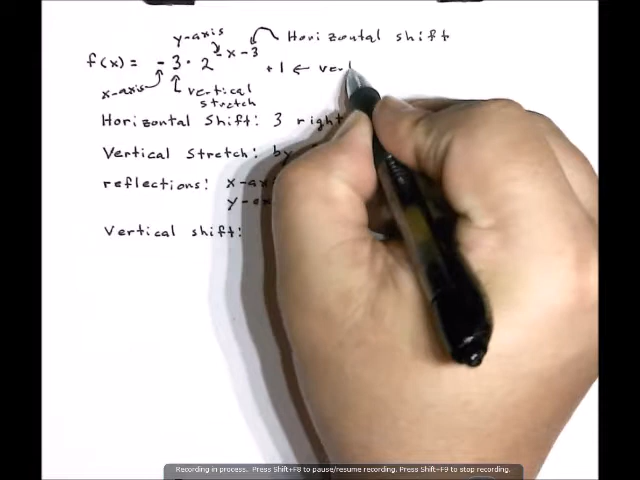 y-axis
Horizontal shift
f(x) = -3·2^-x-3 +1 ← ver
x-axis
vertical
stretch
Horizontal Shift: 3 right
Vertical Stretch: by
reflections: x-ax
y-ax
Vertical shift:
Recording in process. Press Shift+F8 to pause/resume recording. Press Shift+F9 to stop recording.